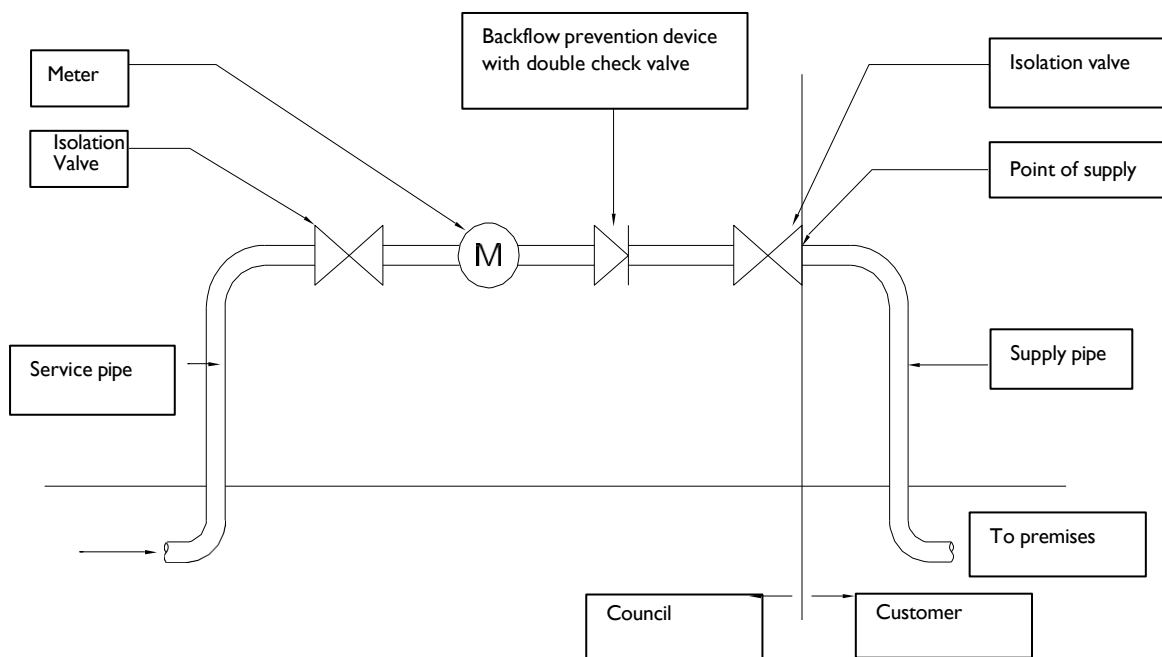 Backflow prevention device
with double check valve
Meter
Isolation valve
Isolation
Valve
Point of supply
M
Service pipe
Supply pipe
To premises
Council
Customer